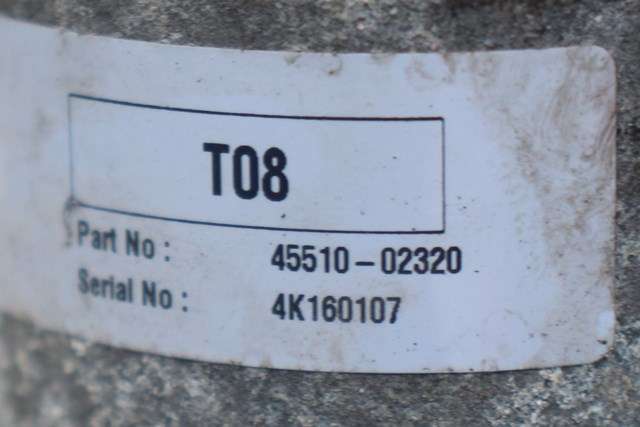 T08
Part No : 45510-02320
Serial No : 4K160107